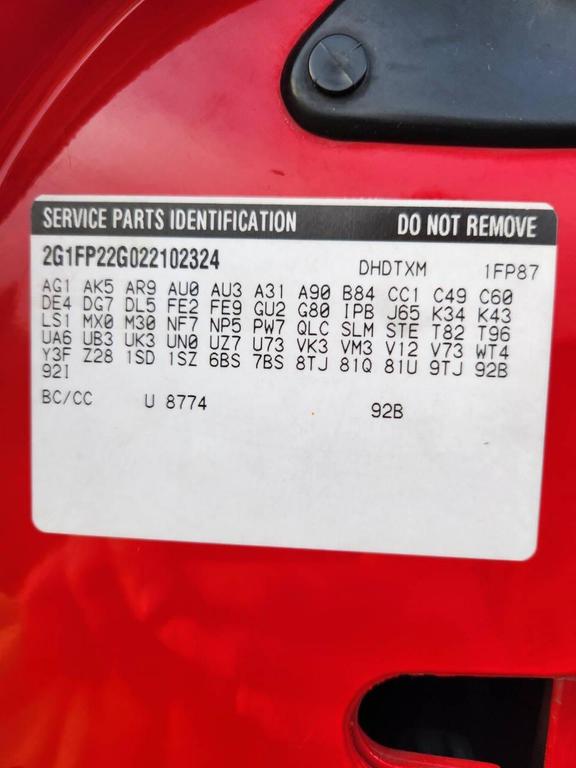 SERVICE PARTS IDENTIFICATION DO NOT REMOVE
2G1FP22G022102324 DHDTXM 1FP87
AG1 AK5 AR9 AU0 AU3 A31 A90 B84 CC1 C49 C60
DE4 DG7 DL5 FE2 FE9 GU2 G80 IPB J65 K34 K43
LS1 MX0 M30 NF7 NP5 PW7 QLC SLM STE T82 T96
UA6 UB3 UK3 UN0 UZ7 U73 VK3 VM3 V12 V73 WT4
Y3F Z28 1SD 1SZ 6BS 7BS 8TJ 81Q 81U 9TJ 92B
92I
BC/CC U 8774 92B